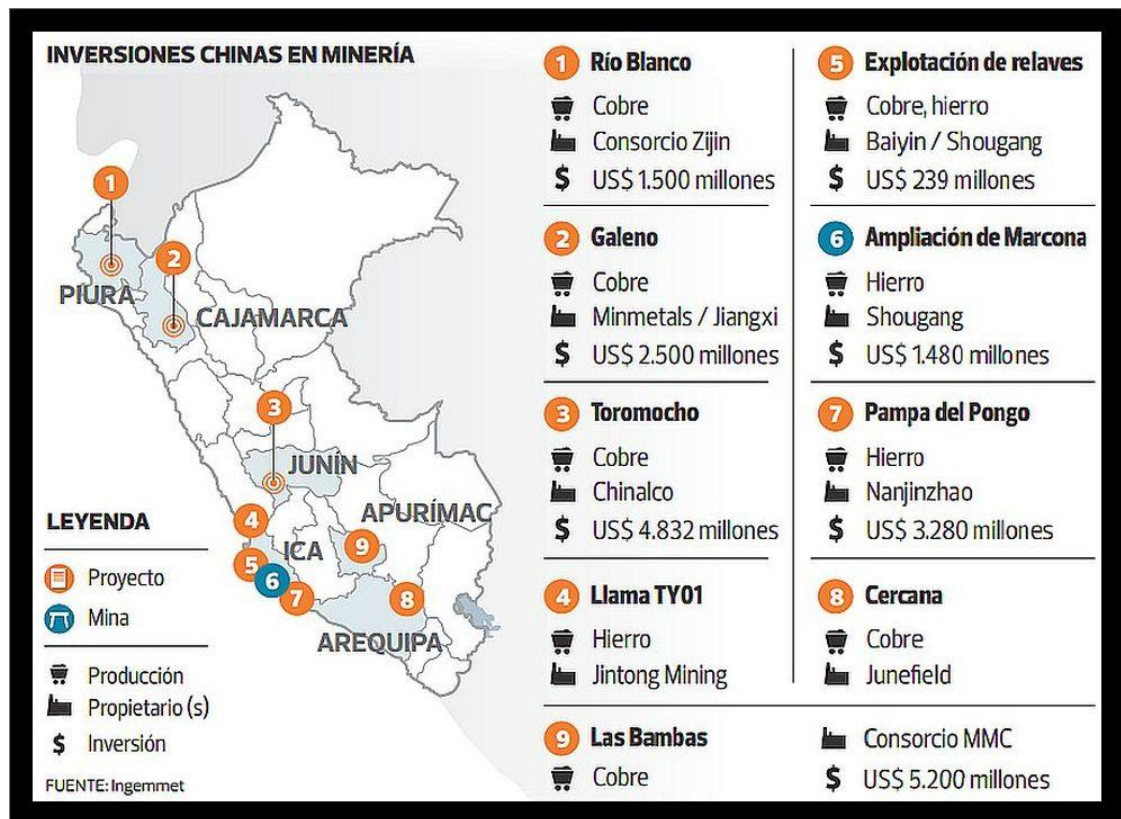 INVERSIONES CHINAS EN MINERÍA
1
2
PIURA
CAJAMARCA
3
JUNÍN
APURÍMAC
4
ICA
9
5
6
7
8
AREQUIPA
LEYENDA
Proyecto
Mina
Producción
Propietario (s)
$ Inversión
FUENTE: Ingemmet
1 Río Blanco
Cobre
Consorcio Zijin
$ US$ 1.500 millones
2 Galeno
Cobre
Minmetals / Jiangxi
$ US$ 2.500 millones
3 Toromocho
Cobre
Chinalco
$ US$ 4.832 millones
4 Llama TY01
Hierro
Jintong Mining
5 Explotación de relaves
Cobre, hierro
Baiyin / Shougang
$ US$ 239 millones
6 Ampliación de Marcona
Hierro
Shougang
$ US$ 1.480 millones
7 Pampa del Pongo
Hierro
Nanjinzhao
$ US$ 3.280 millones
8 Cercana
Cobre
Junefield
9 Las Bambas
Cobre
Consorcio MMC
$ US$ 5.200 millones